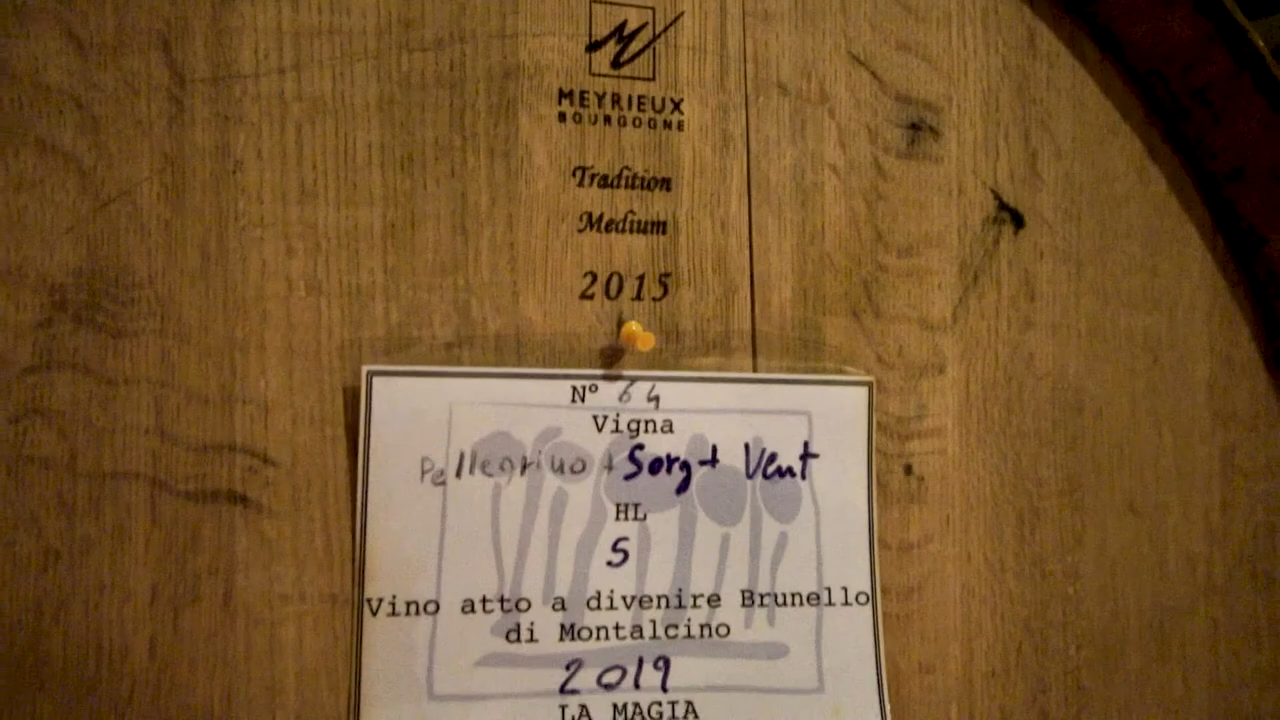 MEYRIEUX
BOURGOGNE
Tradition
Medium
2015
N° 64
Vigna
Pellegrino + Sorg + Vent
HL
5
Vino atto a divenire Brunello
di Montalcino
2019
LA MAGIA